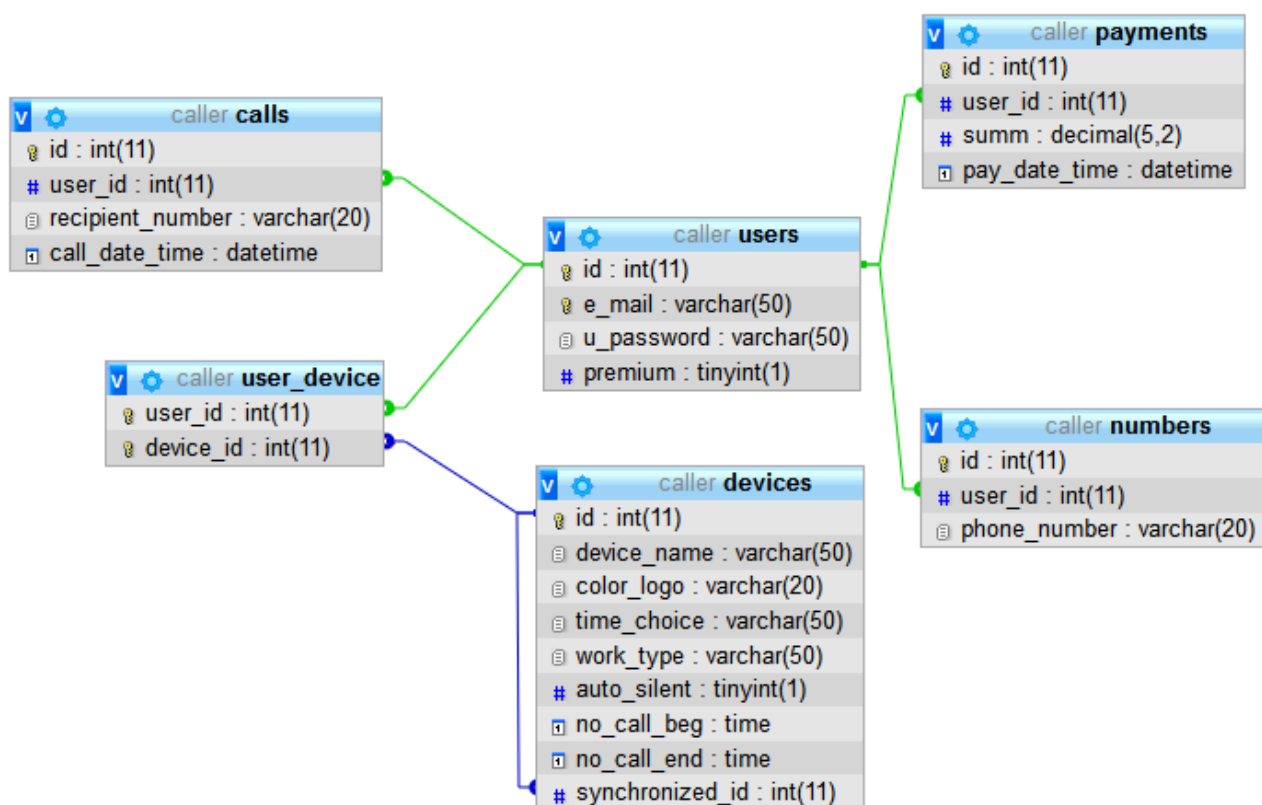 caller payments
id : int(11)
user_id : int(11)
summ : decimal(5,2)
pay_date_time : datetime
v caller calls
id : int(11)
user_id : int(11)
recipient_number : varchar(20)
call_date_time : datetime
v caller users
id : int(11)
e_mail : varchar(50)
u_password : varchar(50)
premium : tinyint(1)
v caller user_device
user_id : int(11)
device_id : int(11)
v caller numbers
id : int(11)
user_id : int(11)
phone_number : varchar(20)
v caller devices
id : int(11)
device_name : varchar(50)
color_logo : varchar(20)
time_choice : varchar(50)
work_type : varchar(50)
auto_silent : tinyint(1)
no_call_beg : time
no_call_end : time
synchronized_id : int(11)